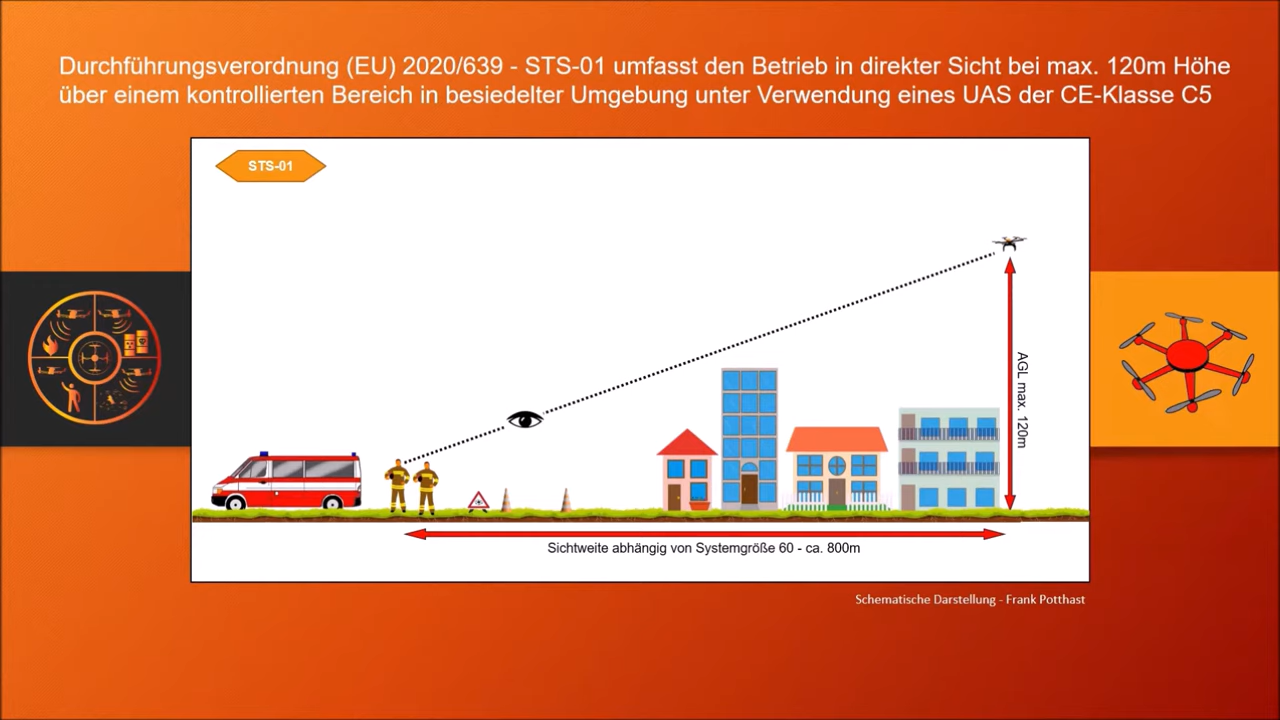 Durchführungsverordnung (EU) 2020/639 - STS-01 umfasst den Betrieb in direkter Sicht bei max. 120m Höhe
über einem kontrollierten Bereich in besiedelter Umgebung unter Verwendung eines UAS der CE-Klasse C5
STS-01
AGL max. 120m
Sichtweite abhängig von Systemgröße 60 - ca. 800m
Schematische Darstellung - Frank Potthast